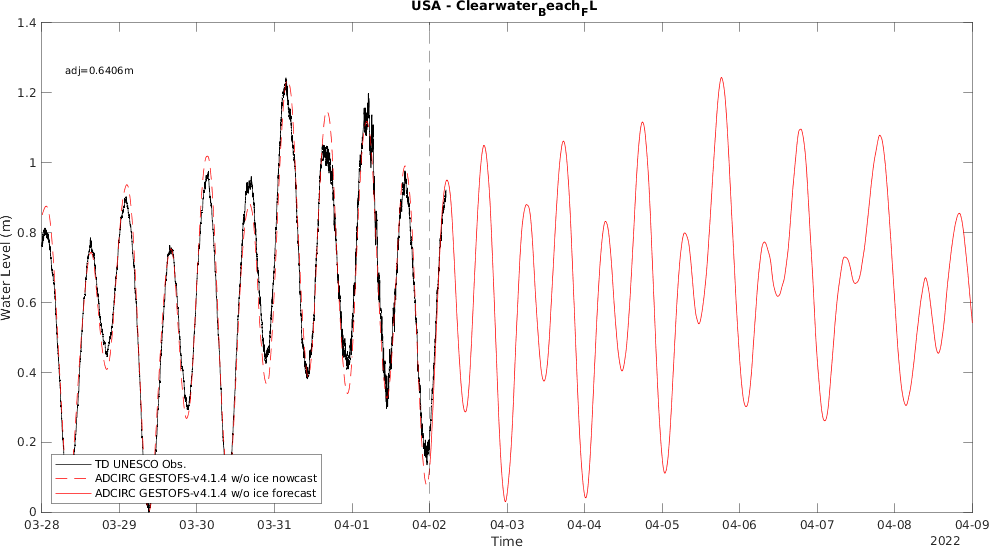 USA - Clearwater_Beach_FL
1.4
adj=0.6406m
1.2
1
0.8
Water Level (m)
0.6
0.4
0.2
TD UNESCO Obs.
ADCIRC GESTOFS-v4.1.4 w/o ice nowcast
ADCIRC GESTOFS-v4.1.4 w/o ice forecast
0
03-28 03-29 03-30 03-31 04-01 04-02 04-03 04-04 04-05 04-06 04-07 04-08 04-09
Time
2022